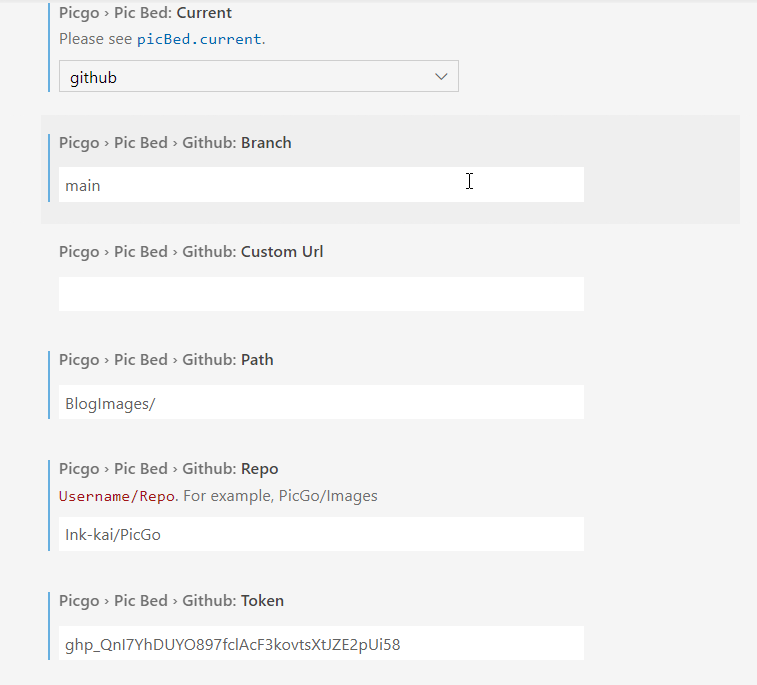 Picgo › Pic Bed: Current
Please see picBed.current.
github
Picgo › Pic Bed › Github: Branch
main
Picgo › Pic Bed › Github: Custom Url
Picgo › Pic Bed › Github: Path
BlogImages/
Picgo › Pic Bed › Github: Repo
Username/Repo. For example, PicGo/Images
Ink-kai/PicGo
Picgo › Pic Bed › Github: Token